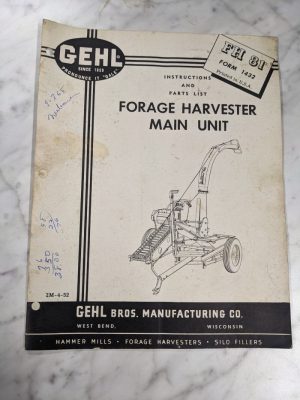 GEHL
SINCE 1859
PRONOUNCE IT "GALE"
FH 81
FORM 1432
Printed in U.S.A.
INSTRUCTIONS
AND
PARTS LIST
FORAGE HARVESTER
MAIN UNIT
2M-4-52
GEHL BROS. MANUFACTURING CO.
WEST BEND, WISCONSIN
HAMMER MILLS • FORAGE HARVESTERS • SILO FILLERS